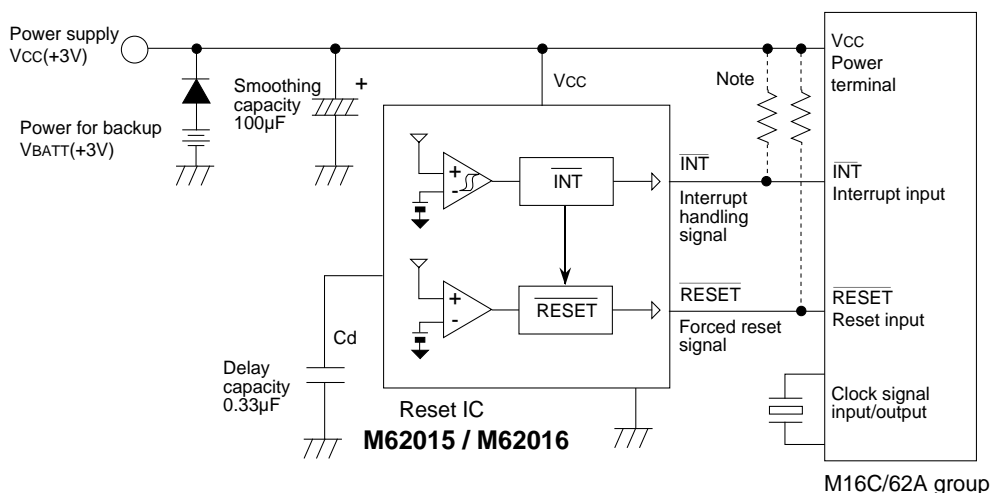 Power supply
VCC(+3V)
Power for backup
VBATT(+3V)
Smoothing
capacity
100µF
+
VCC
Note
VCC
Power
terminal
+
-
INT
INT
Interrupt
handling
signal
INT
Interrupt input
+
-
RESET
RESET
Forced reset
signal
RESET
Reset input
Cd
Delay
capacity
0.33µF
Reset IC
M62015 / M62016
Clock signal
input/output
M16C/62A group